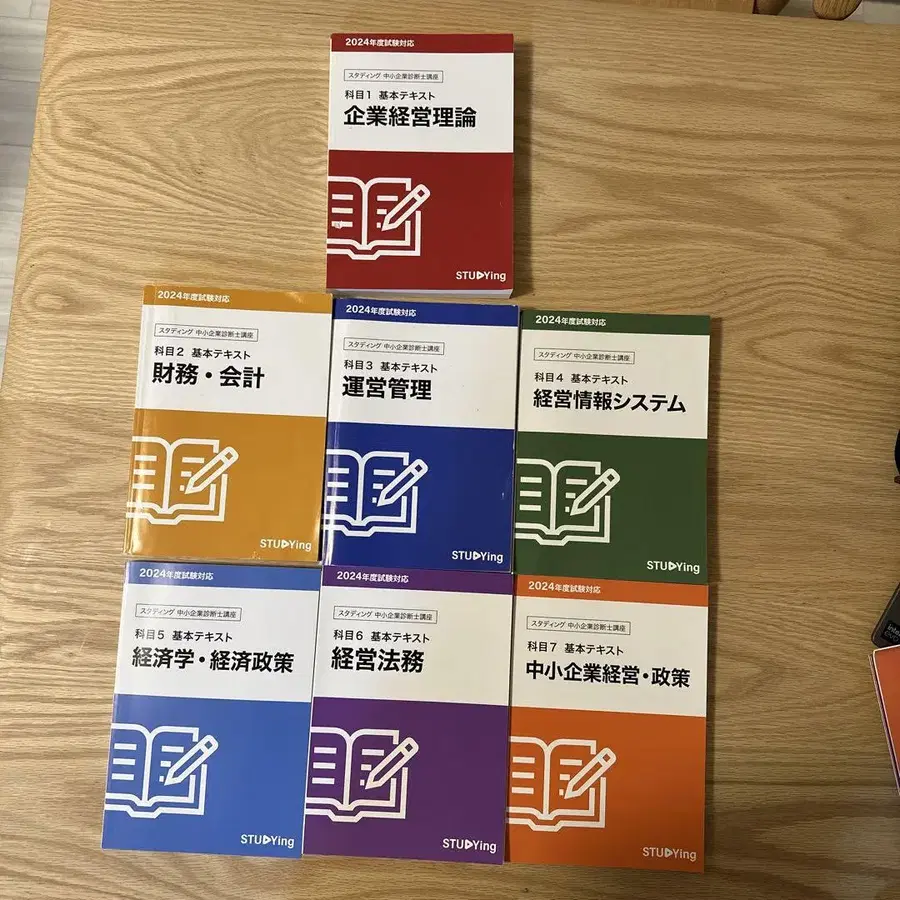 2024年度試験対応
スタディング 中小企業診断士講座
科目1 基本テキスト
企業経営理論
STUDYing
2024年度試験対応
スタディング 中小企業診断士講座
科目2 基本テキスト
財務・会計
STUDYing
2024年度試験対応
スタディング 中小企業診断士講座
科目3 基本テキスト
運営管理
STUDYing
2024年度試験対応
スタディング 中小企業診断士講座
科目4 基本テキスト
経営情報システム
STUDYing
2024年度試験対応
スタディング 中小企業診断士講座
科目5 基本テキスト
経済学・経済政策
STUDYing
2024年度試験対応
スタディング 中小企業診断士講座
科目6 基本テキスト
経営法務
STUDYing
2024年度試験対応
スタディング 中小企業診断士講座
科目7 基本テキスト
中小企業経営・政策
STUDYing